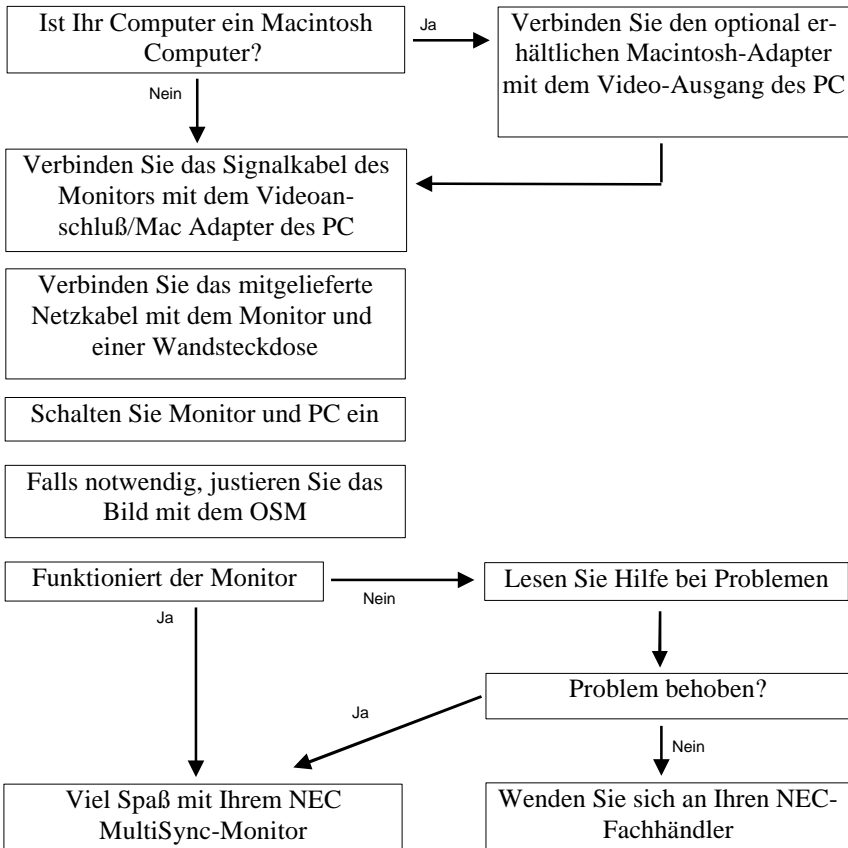 Ist Ihr Computer ein Macintosh
Computer?
Ja
Verbinden Sie den optional er-
hältlichen Macintosh-Adapter
mit dem Video-Ausgang des PC
Nein
Verbinden Sie das Signalkabel des
Monitors mit dem Videoan-
schluß/Mac Adapter des PC
Verbinden Sie das mitgelieferte
Netzkabel mit dem Monitor und
einer Wandsteckdose
Schalten Sie Monitor und PC ein
Falls notwendig, justieren Sie das
Bild mit dem OSM
Funktioniert der Monitor
Nein
Lesen Sie Hilfe bei Problemen
Ja
Problem behoben?
Ja
Nein
Viel Spaß mit Ihrem NEC
MultiSync-Monitor
Wenden Sie sich an Ihren NEC-
Fachhändler